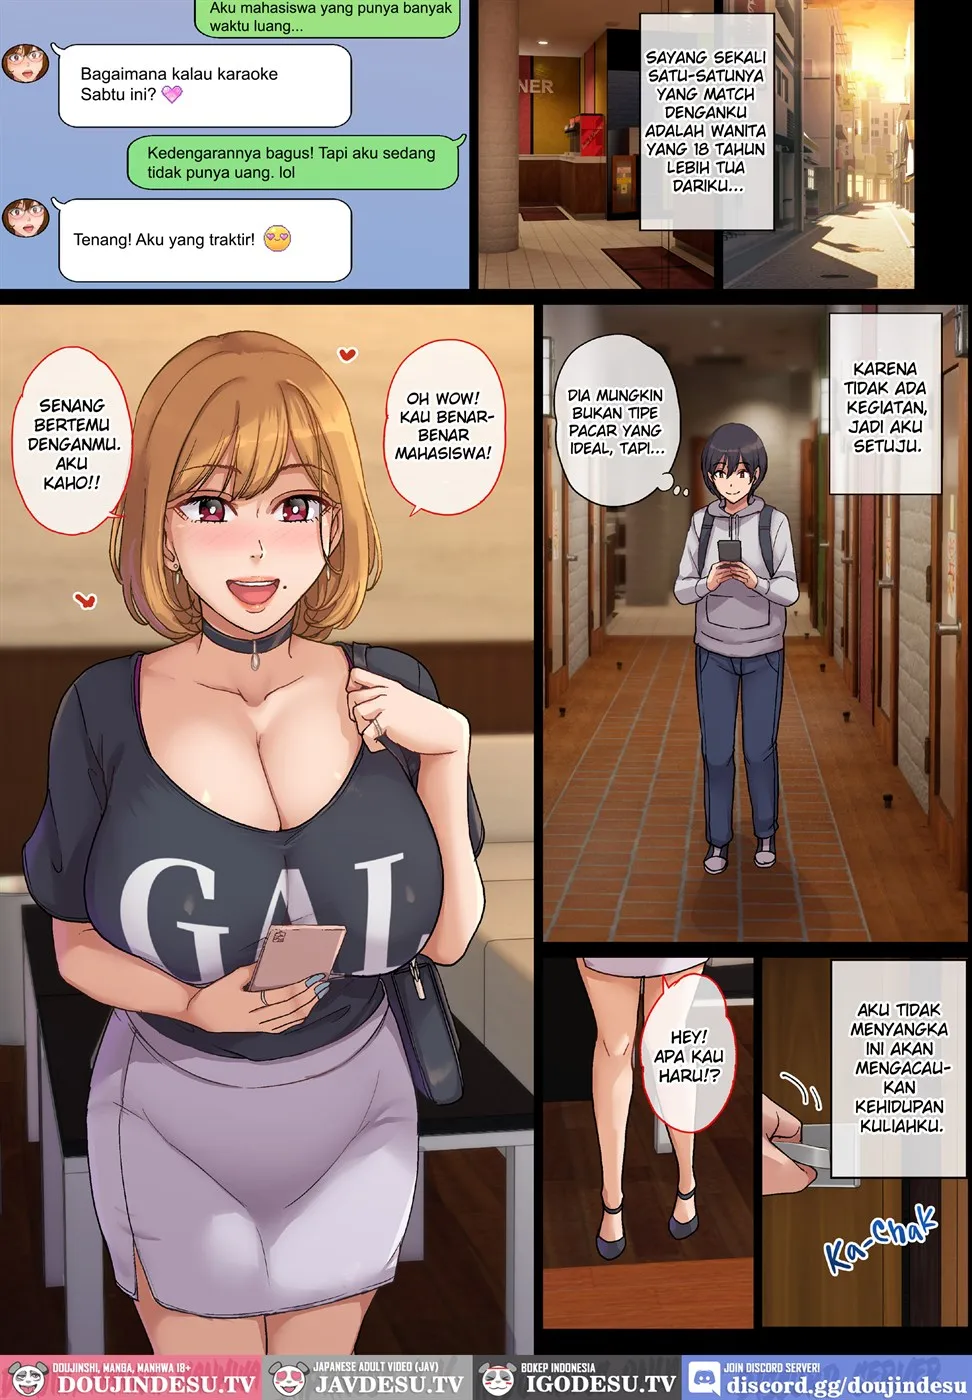 Aku mahasiswa yang punya banyak
waktu luang...
Bagaimana kalau karaoke
Sabtu ini?
Kedengarannya bagus! Tapi aku sedang
tidak punya uang. lol
Tenang! Aku yang traktir!
NER
SAYANG SEKALI
SATU-SATUNYA
YANG MATCH
DENGANKU
ADALAH WANITA
YANG 18 TAHUN
LEBIH TUA
DARIKU...
KARENA
TIDAK ADA
KEGIATAN,
JADI AKU
SETUJU.
DIA MUNGKIN
BUKAN TIPE
PACAR YANG
IDEAL, TAPI...
AKU TIDAK
MENYANGKA
INI AKAN
MENGACAU-
KAN
KEHIDUPAN
KULIAHKU.
Ka-Chak
HEY!
APA KAU
HARU!?
OH WOW!
KAU BENAR-
BENAR
MAHASISWA!
SENANG
BERTEMU
DENGANMU.
AKU
KAHO!!
GAL
DOUJINSHI, MANGA, MANHWA 18+
DOUJINDESU.TV
JAPANESE ADULT VIDEO (JAV)
JAVDESU.TV
BOKEP INDONESIA
IGODESU.TV
JOIN DISCORD SERVER!
discord.gg/doujindesu